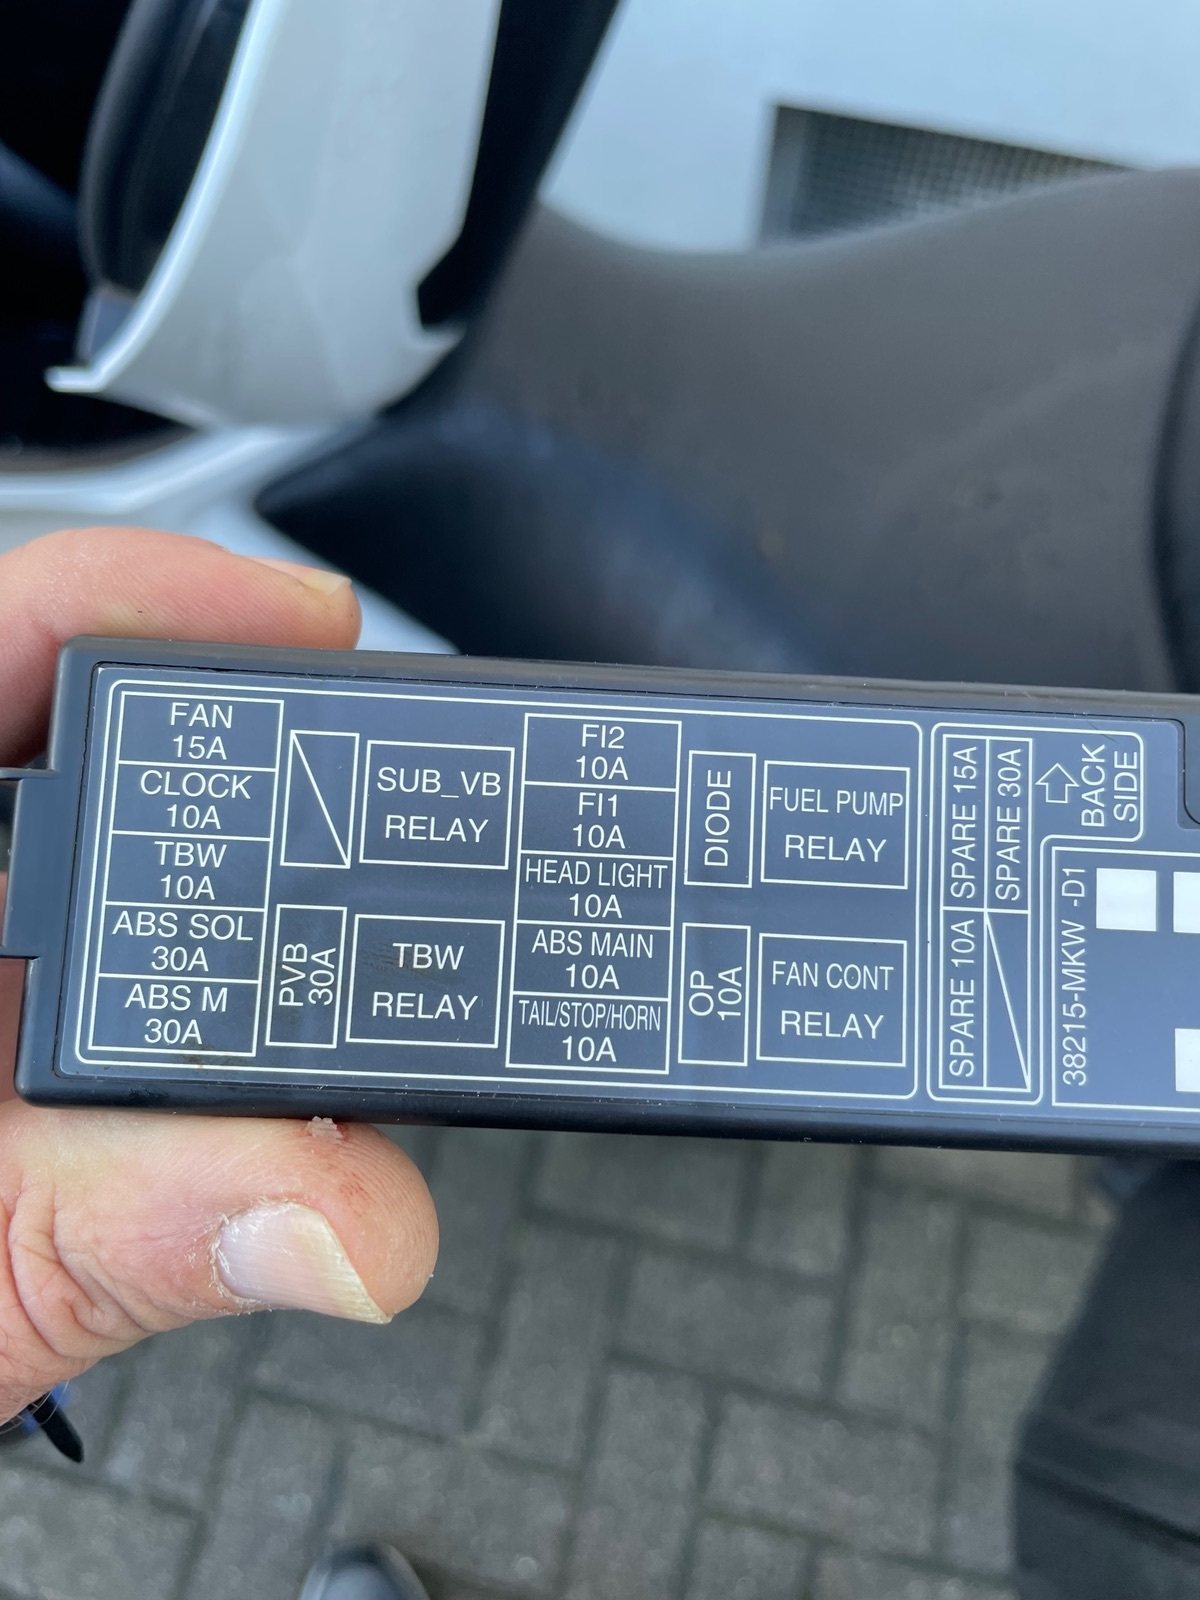 FAN
15A
CLOCK
10A
TBW
10A
ABS SOL
30A
ABS M
30A
PVB
30A
SUB_VB
RELAY
TBW
RELAY
FI2
10A
FI1
10A
HEAD LIGHT
10A
ABS MAIN
10A
TAIL/STOP/HORN
10A
DIODE
OP
10A
FUEL PUMP
RELAY
FAN CONT
RELAY
SPARE 15A
SPARE 30A
SPARE 10A
BACK
SIDE
38215-MKW -D1